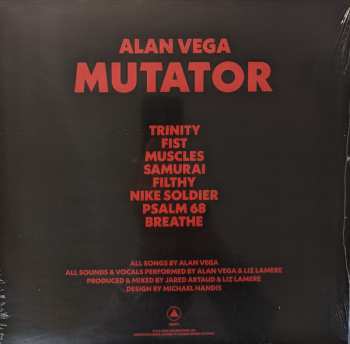 ALAN VEGA
MUTATOR
TRINITY
FIST
MUSCLES
SAMURAI
FILTHY
NIKE SOLDIER
PSALM 68
BREATHE
ALL SONGS BY ALAN VEGA
ALL SOUNDS & VOCALS PERFORMED BY ALAN VEGA & LIZ LAMERE
PRODUCED & MIXED BY JARED ARTAUD & LIZ LAMERE
DESIGN BY MICHAEL HANDIS